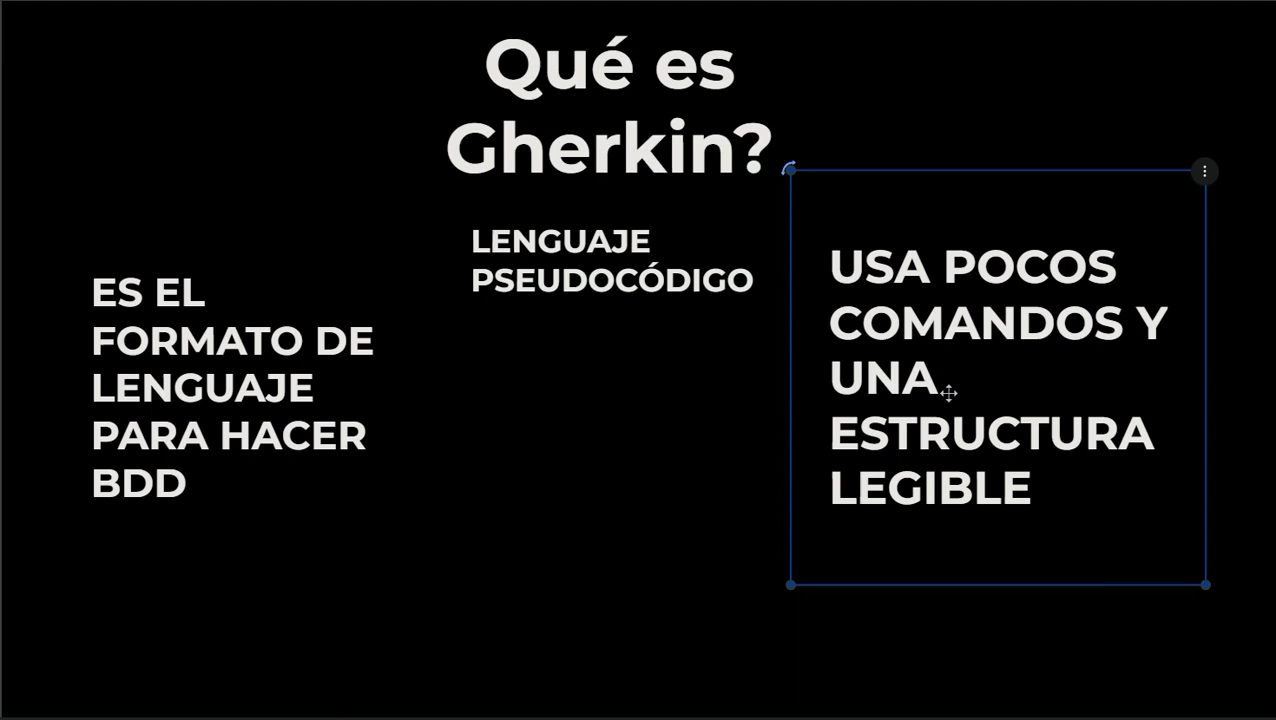 Qué es
Gherkin?
LENGUAJE
PSEUDOCÓDIGO
ES EL
FORMATO DE
LENGUAJE
PARA HACER
BDD
USA POCOS
COMANDOS Y
UNA
ESTRUCTURA
LEGIBLE